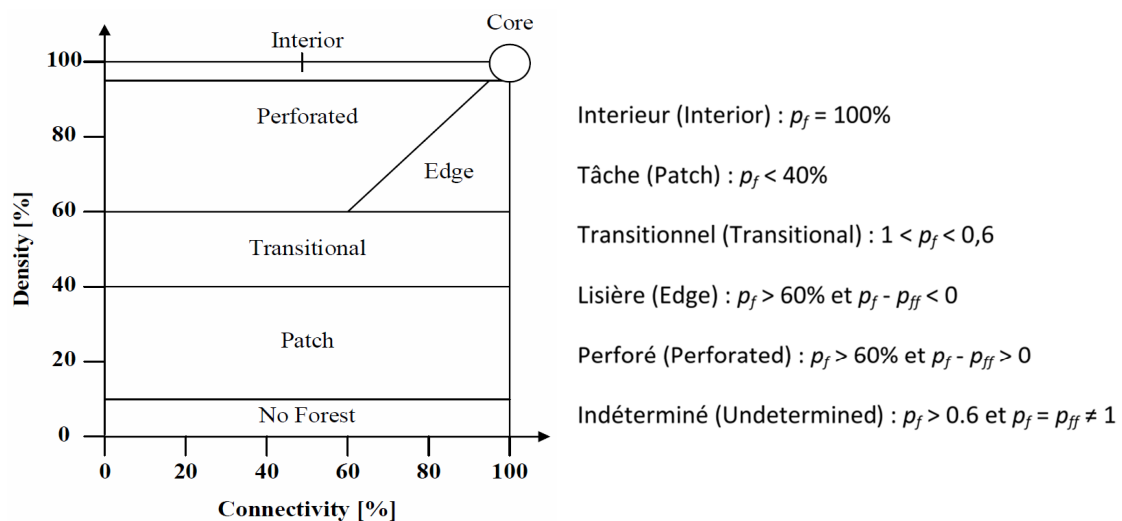 Core
Interior
100
Perforated
80
Edge
60
Transitional
40
Patch
20
No Forest
0
0 20 40 60 80 100
Density [%]
Connectivity [%]
Interieur (Interior) : pf = 100%
Tâche (Patch) : pf < 40%
Transitionnel (Transitional) : 1 < pf < 0,6
Lisière (Edge) : pf > 60% et pf - pff < 0
Perforé (Perforated) : pf > 60% et pf - pff > 0
Indéterminé (Undetermined) : pf > 0.6 et pf = pff ≠ 1